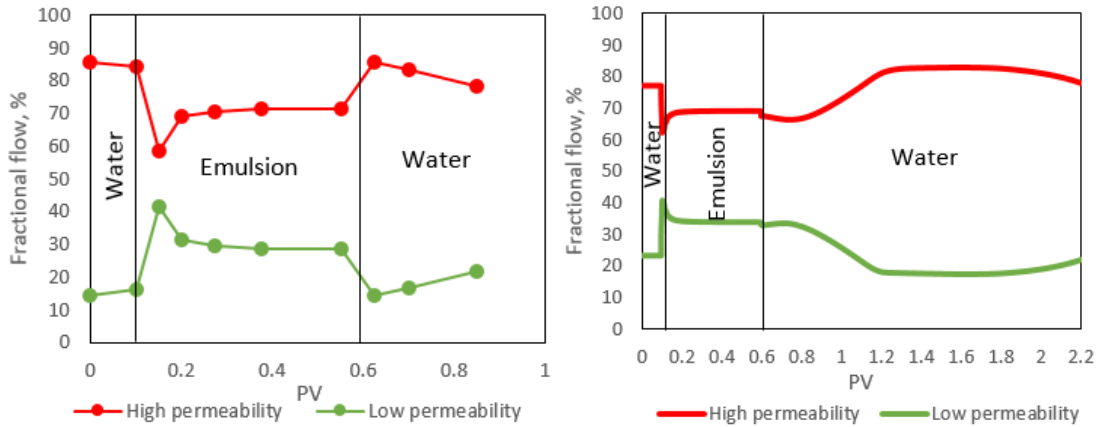 100
90
80
70
60
50
40
30
20
10
0
Fractional flow, %
Water
Emulsion
Water
0
0.2
0.4
0.6
0.8
1
PV
High permeability
Low permeability
100
90
80
70
60
50
40
30
20
10
0
Fractional flow, %
Water
Emulsion
Water
0
0.2
0.4
0.6
0.8
1
1.2
1.4
1.6
1.8
2
2.2
PV
High permeability
Low permeability